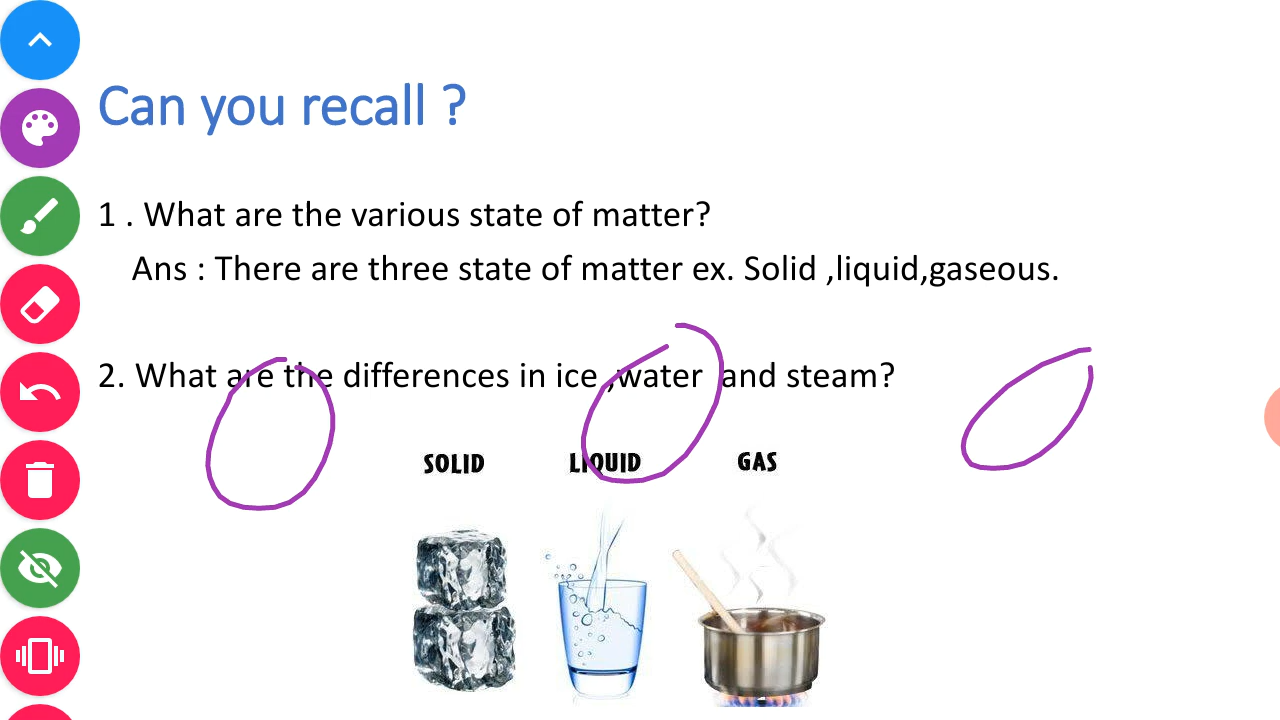 Can you recall ?
1 . What are the various state of matter?
Ans : There are three state of matter ex. Solid ,liquid,gaseous.
2. What are the differences in ice ,water and steam?
SOLID LIQUID GAS